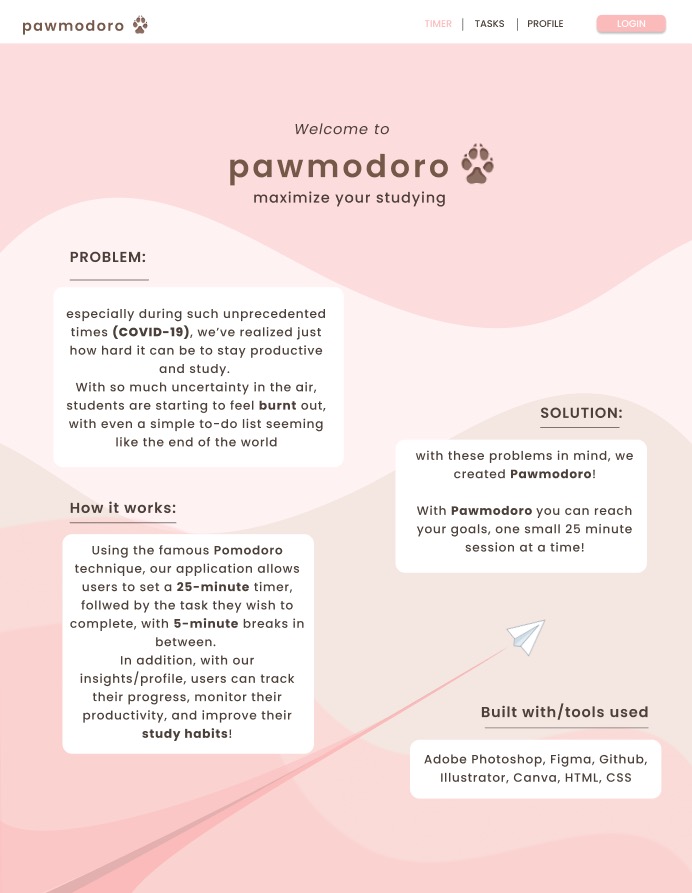 pawmodoro
TIMER | TASKS | PROFILE LOGIN
Welcome to
pawmodoro
maximize your studying
PROBLEM:
especially during such unprecedented
times (COVID-19), we've realized just
how hard it can be to stay productive
and study.
With so much uncertainty in the air,
students are starting to feel burnt out,
with even a simple to-do list seeming
like the end of the world
SOLUTION:
with these problems in mind, we
created Pawmodoro!
With Pawmodoro you can reach
your goals, one small 25 minute
session at a time!
How it works:
Using the famous Pomodoro
technique, our application allows
users to set a 25-minute timer,
follwed by the task they wish to
complete, with 5-minute breaks in
between.
In addition, with our
insights/profile, users can track
their progress, monitor their
productivity, and improve their
study habits!
Built with/tools used
Adobe Photoshop, Figma, Github,
Illustrator, Canva, HTML, CSS